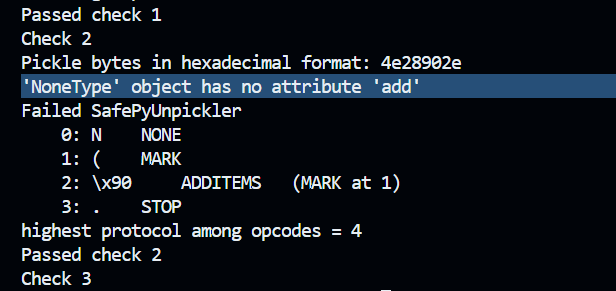 Passed check 1
Check 2
Pickle bytes in hexadecimal format: 4e28902e
'NoneType' object has no attribute 'add'
Failed SafePyUnpickler
    0: N    NONE
    1: (    MARK
    2: \x90     ADDITEMS   (MARK at 1)
    3: .    STOP
highest protocol among opcodes = 4
Passed check 2
Check 3